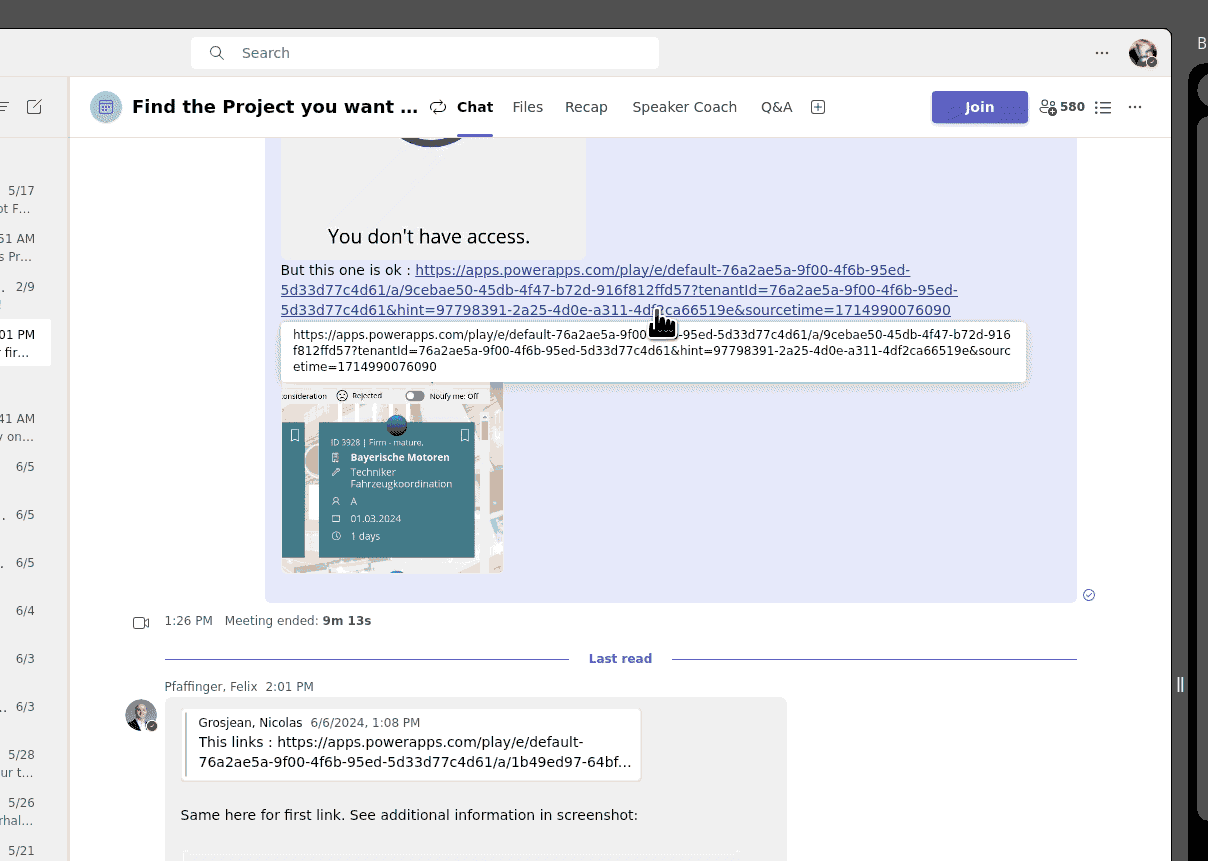 B
Search
Find the Project you want ...
Chat
Files
Recap
Speaker Coach
Q&A
Join
580
5/17
ot F...
51 AM
s Pr...
2/9
01 PM
fir...
41 AM
y on...
6/5
6/5
6/5
6/4
6/3
6/3
5/28
ur t...
5/26
rhal...
5/21
You don't have access.
But this one is ok : https://apps.powerapps.com/play/e/default-76a2ae5a-9f00-4f6b-95ed-
5d33d77c4d61/a/9cebae50-45db-4f47-b72d-916f812ffd57?tenantId=76a2ae5a-9f00-4f6b-95ed-
5d33d77c4d61&hint=97798391-2a25-4d0e-a311-4df2ca66519e&sourcetime=1714990076090
https://apps.powerapps.com/play/e/default-76a2ae5a-9f00 95ed-5d33d77c4d61/a/9cebae50-45db-4f47-b72d-916
f812ffd57?tenantId=76a2ae5a-9f00-4f6b-95ed-5d33d77c4d61&hint=97798391-2a25-4d0e-a311-4df2ca66519e&sourc
etime=1714990076090
onsideration
Rejected
Notify me: Off
ID 3928 | Firm - mature,
Bayerische Motoren
Techniker
Fahrzeugkoordination
A
01.03.2024
1 days
1:26 PM Meeting ended: 9m 13s
Last read
Pfaffinger, Felix 2:01 PM
Grosjean, Nicolas 6/6/2024, 1:08 PM
This links : https://apps.powerapps.com/play/e/default-
76a2ae5a-9f00-4f6b-95ed-5d33d77c4d61/a/1b49ed97-64bf...
Same here for first link. See additional information in screenshot: